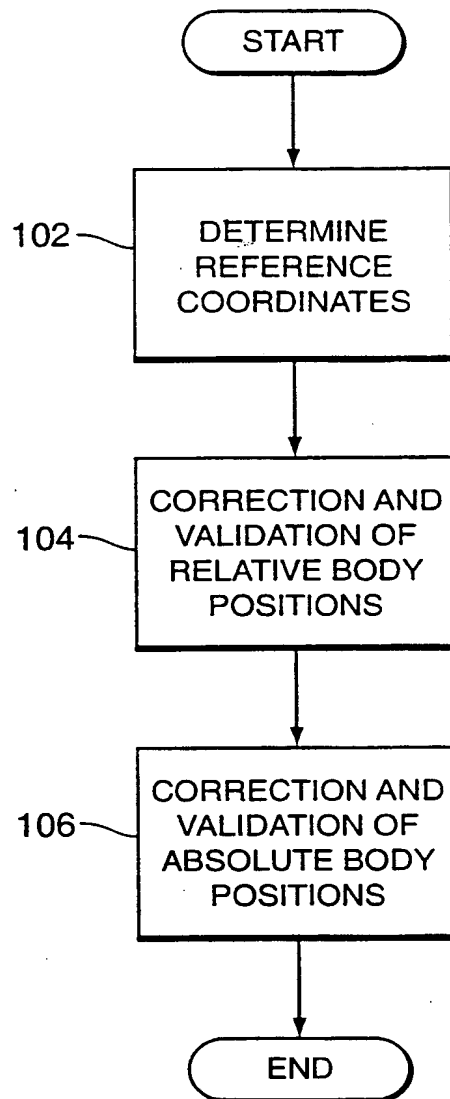 START
102
DETERMINE
REFERENCE
COORDINATES
104
CORRECTION AND
VALIDATION OF
RELATIVE BODY
POSITIONS
106
CORRECTION AND
VALIDATION OF
ABSOLUTE BODY
POSITIONS
END